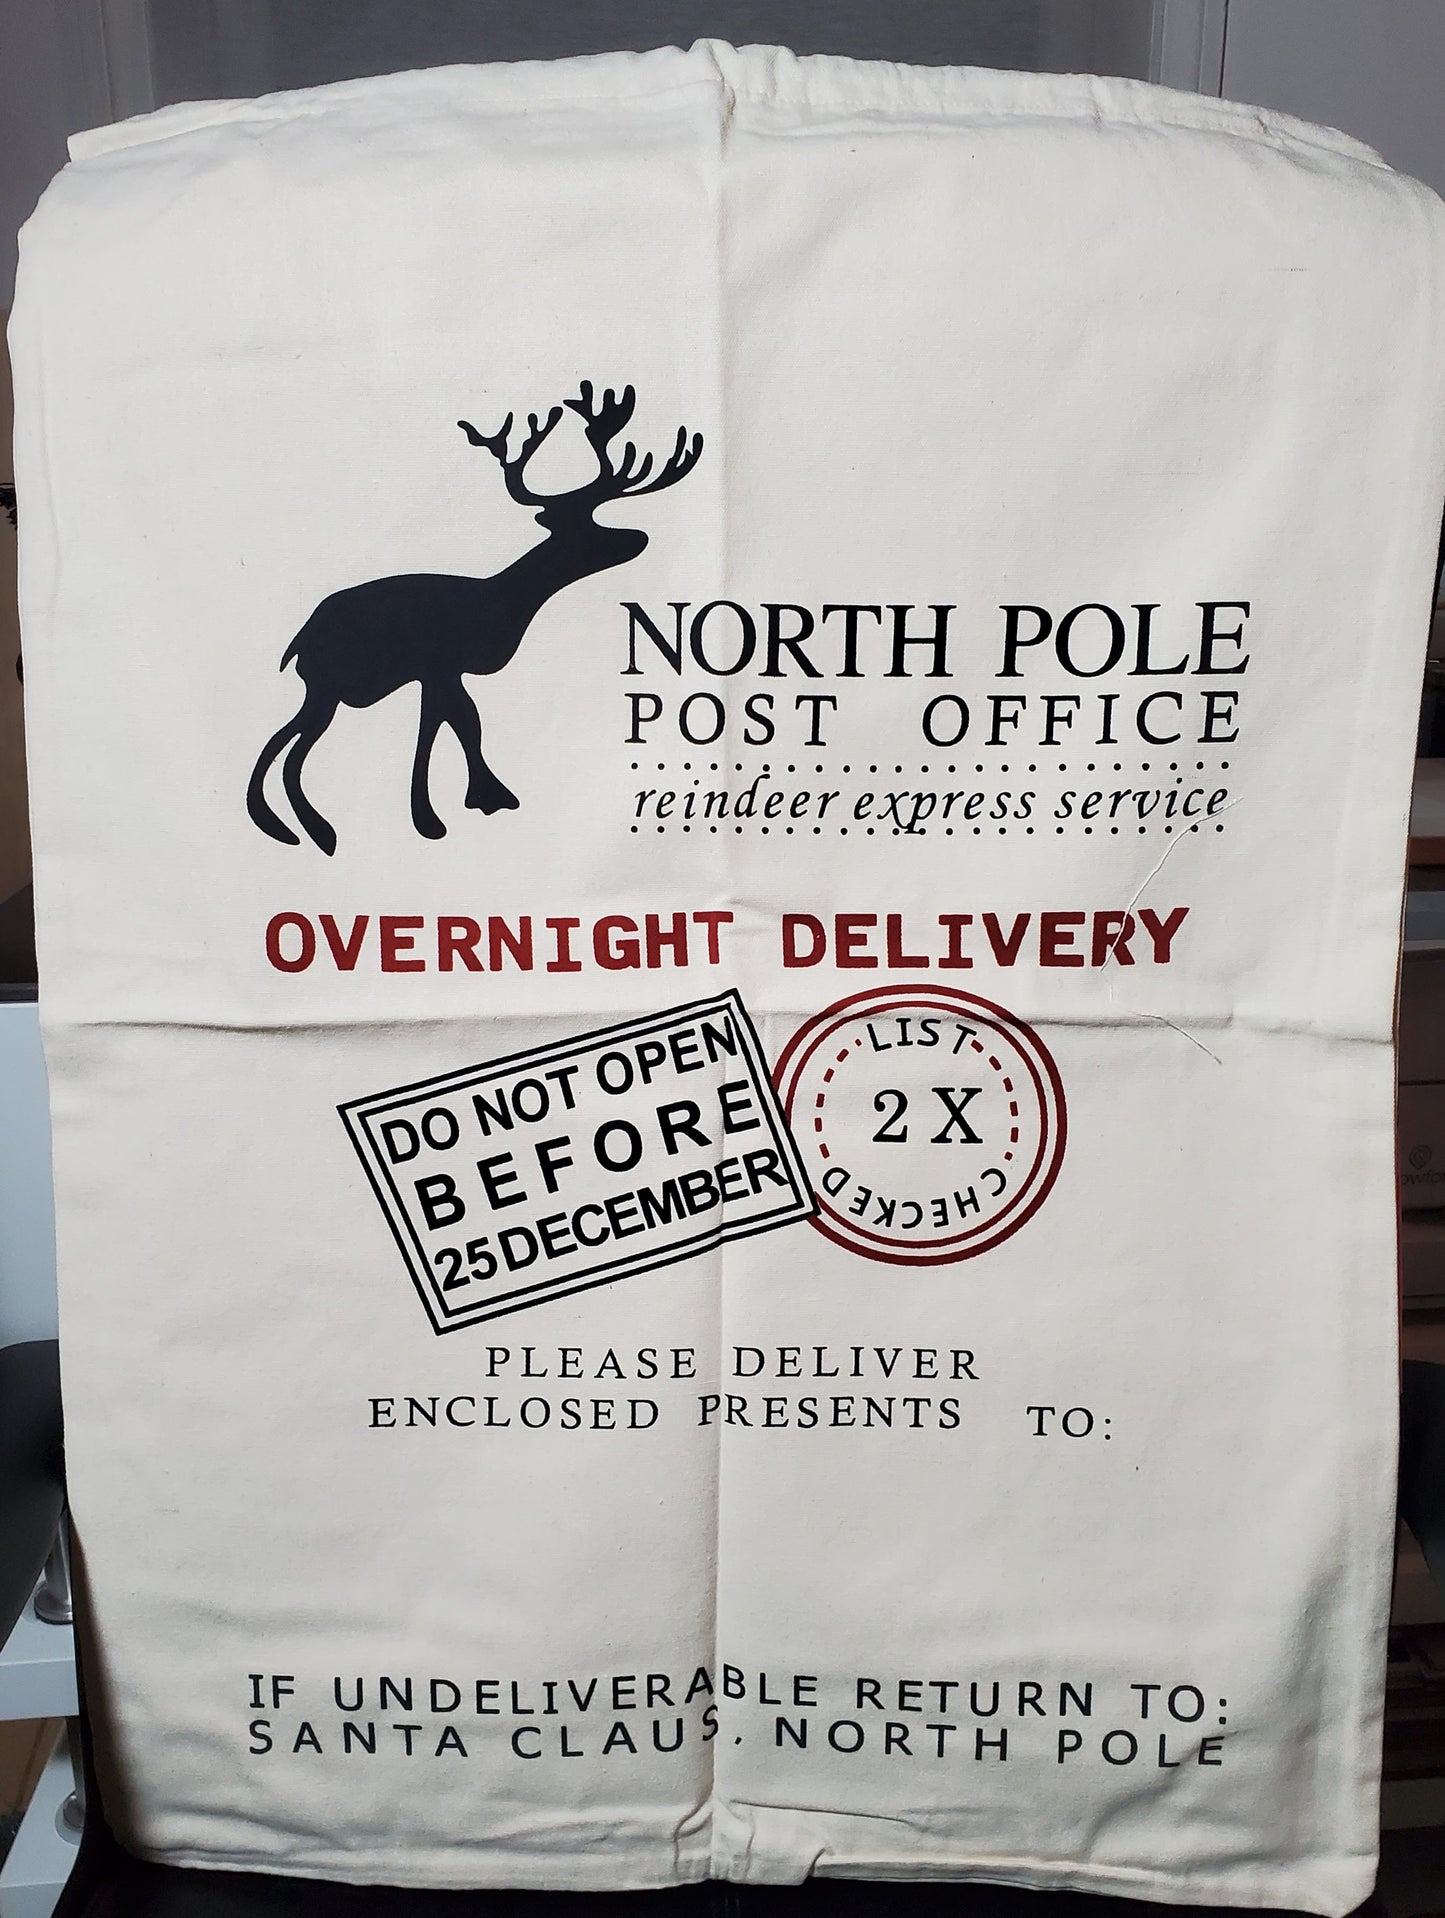 NORTH POLE
POST OFFICE
reindeer express service
OVERNIGHT DELIVERY
DO NOT OPEN
BEFORE
25 DECEMBER
LIST
2 X
CHECKED
PLEASE DELIVER
ENCLOSED PRESENTS TO:
IF UNDELIVERABLE RETURN TO:
SANTA CLAUS, NORTH POLE